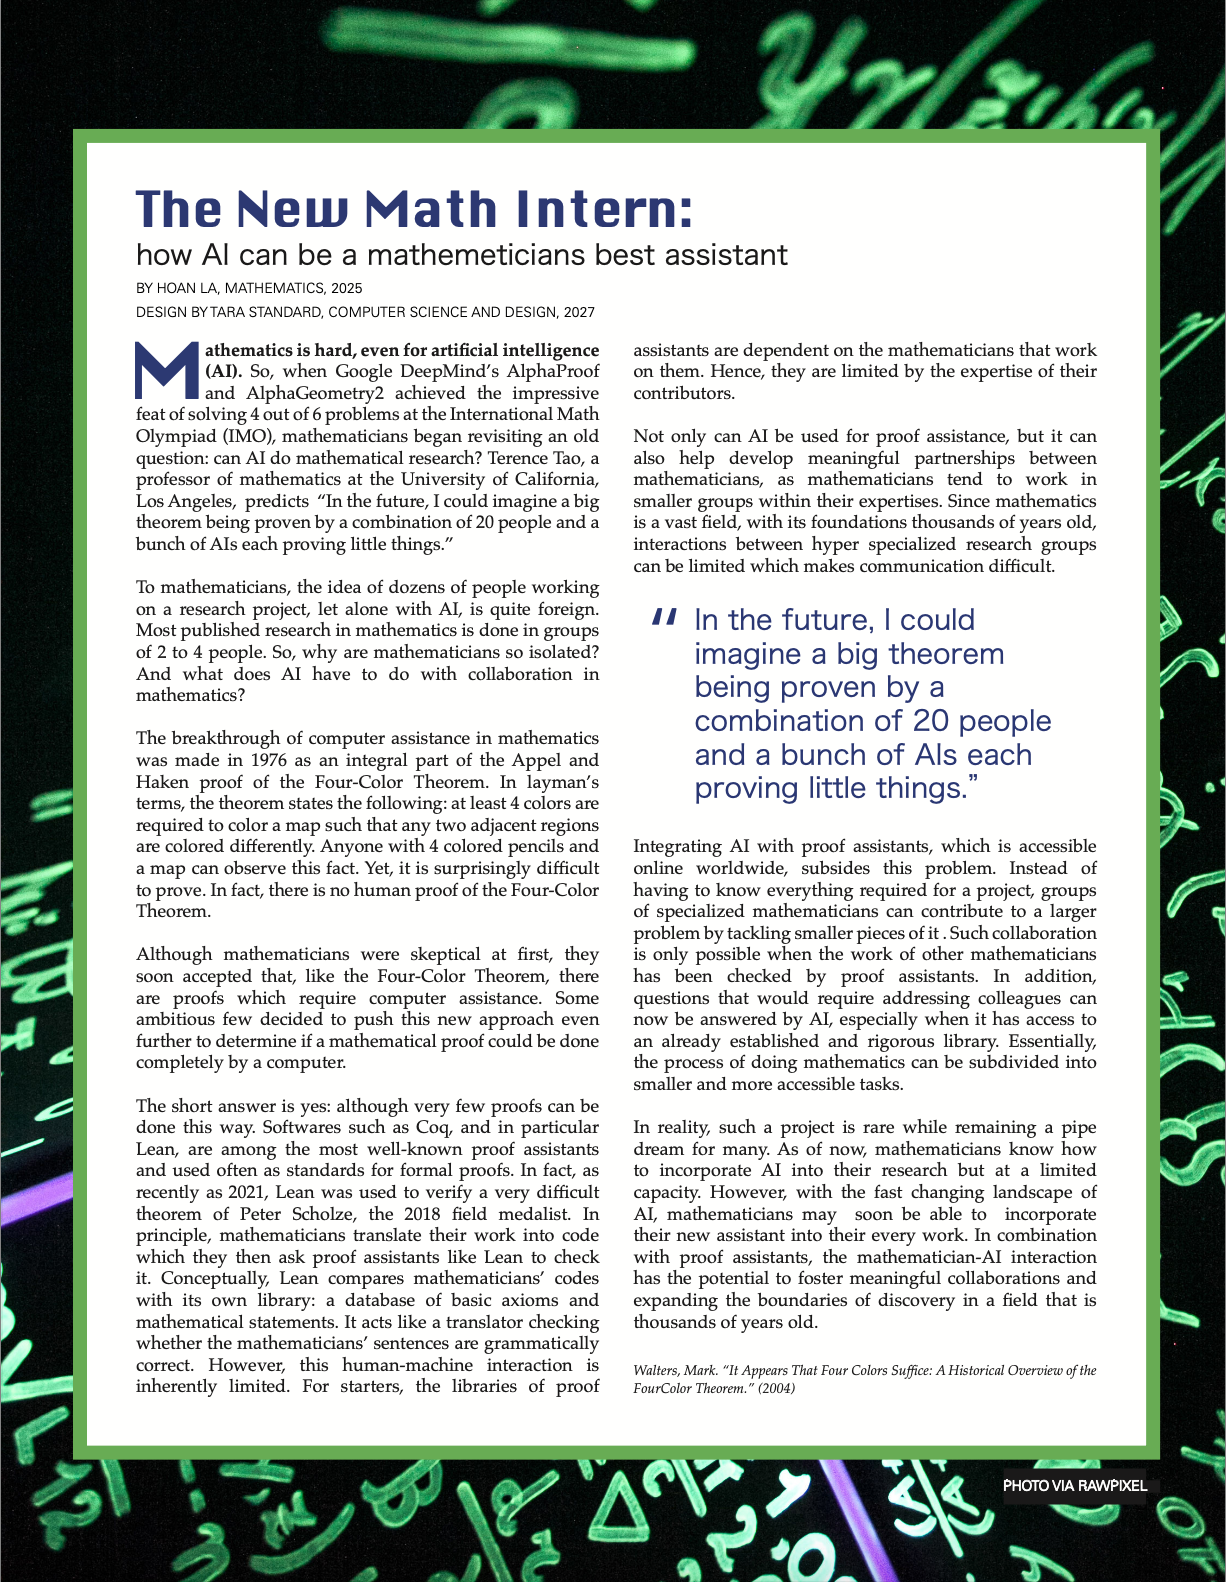 The New Math Intern:
how AI can be a mathemeticians best assistant
BY HOAN LA, MATHEMATICS, 2025
DESIGN BY TARA STANDARD, COMPUTER SCIENCE AND DESIGN, 2027
Mathematics is hard, even for artificial intelligence
(AI). So, when Google DeepMind's AlphaProof
and AlphaGeometry2 achieved the impressive
feat of solving 4 out of 6 problems at the International Math
Olympiad (IMO), mathematicians began revisiting an old
question: can AI do mathematical research? Terence Tao, a
professor of mathematics at the University of California,
Los Angeles, predicts “In the future, I could imagine a big
theorem being proven by a combination of 20 people and a
bunch of AIs each proving little things.”
To mathematicians, the idea of dozens of people working
on a research project, let alone with AI, is quite foreign.
Most published research in mathematics is done in groups
of 2 to 4 people. So, why are mathematicians so isolated?
And what does AI have to do with collaboration in
mathematics?
The breakthrough of computer assistance in mathematics
was made in 1976 as an integral part of the Appel and
Haken proof of the Four-Color Theorem. In layman's
terms, the theorem states the following: at least 4 colors are
required to color a map such that any two adjacent regions
are colored differently. Anyone with 4 colored pencils and
a map can observe this fact. Yet, it is surprisingly difficult
to prove. In fact, there is no human proof of the Four-Color
Theorem.
Although mathematicians were skeptical at first, they
soon accepted that, like the Four-Color Theorem, there
are proofs which require computer assistance. Some
ambitious few decided to push this new approach even
further to determine if a mathematical proof could be done
completely by a computer.
The short answer is yes: although very few proofs can be
done this way. Softwares such as Coq, and in particular
Lean, are among the most well-known proof assistants
and used often as standards for formal proofs. In fact, as
recently as 2021, Lean was used to verify a very difficult
theorem of Peter Scholze, the 2018 field medalist. In
principle, mathematicians translate their work into code
which they then ask proof assistants like Lean to check
it. Conceptually, Lean compares mathematicians' codes
with its own library: a database of basic axioms and
mathematical statements. It acts like a translator checking
whether the mathematicians' sentences are grammatically
correct. However, this human-machine interaction is
inherently limited. For starters, the libraries of proof
assistants are dependent on the mathematicians that work
on them. Hence, they are limited by the expertise of their
contributors.
Not only can AI be used for proof assistance, but it can
also help develop meaningful partnerships between
mathematicians, as mathematicians tend to work in
smaller groups within their expertises. Since mathematics
is a vast field, with its foundations thousands of years old,
interactions between hyper specialized research groups
can be limited which makes communication difficult.
“ In the future, I could
imagine a big theorem
being proven by a
combination of 20 people
and a bunch of AIs each
proving little things.”
Integrating AI with proof assistants, which is accessible
online worldwide, subsides this problem. Instead of
having to know everything required for a project, groups
of specialized mathematicians can contribute to a larger
problem by tackling smaller pieces of it . Such collaboration
is only possible when the work of other mathematicians
has been checked by proof assistants. In addition,
questions that would require addressing colleagues can
now be answered by AI, especially when it has access to
an already established and rigorous library. Essentially,
the process of doing mathematics can be subdivided into
smaller and more accessible tasks.
In reality, such a project is rare while remaining a pipe
dream for many. As of now, mathematicians know how
to incorporate AI into their research but at a limited
capacity. However, with the fast changing landscape of
AI, mathematicians may soon be able to incorporate
their new assistant into their every work. In combination
with proof assistants, the mathematician-AI interaction
has the potential to foster meaningful collaborations and
expanding the boundaries of discovery in a field that is
thousands of years old.
Walters, Mark. “It Appears That Four Colors Suffice: A Historical Overview of the
FourColor Theorem.” (2004)
PHOTO VIA RAWPIXEL